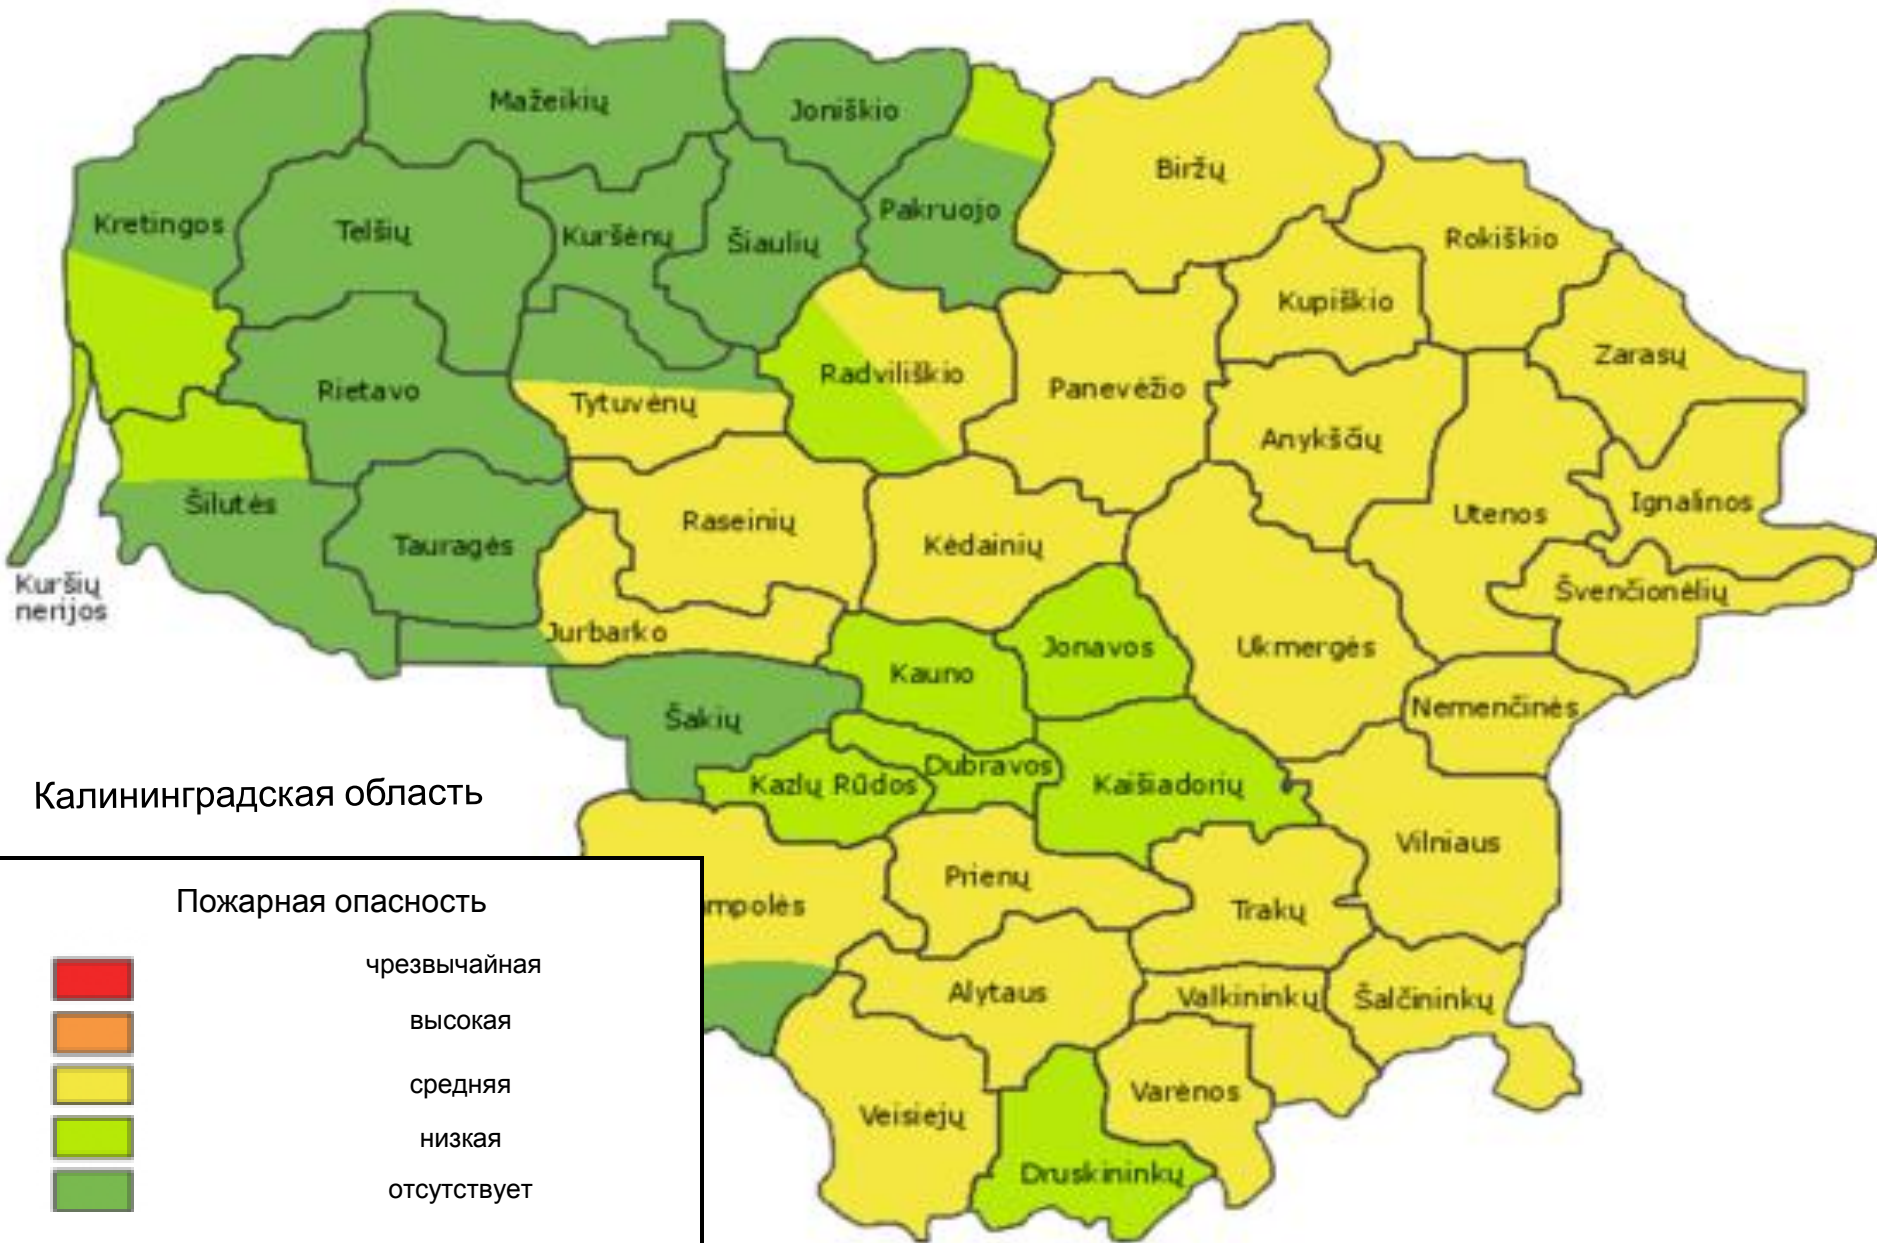 Mažeikių
Joniškio
Biržų
Kretingos
Telšių
Kuršėnų
Šiaulių
Pakruojo
Rokiškio
Kupiškio
Zarasų
Rietavo
Tytuvėnų
Radviliškio
Panevėžio
Anykščių
Utenos
Ignalinos
Šilutės
Tauragės
Raseinių
Kėdainių
Švenčionėlių
Kuršių
nerijos
Jurbarko
Kauno
Jonavos
Ukmergės
Nemenčinės
Šakių
Kazlų Rūdos
Dubravos
Kaišiadorių
Vilniaus
Калининградская область
Prienų
Trakų
mpolės
Alytaus
Valkininkų
Šalčininkų
Veisiejų
Varėnos
Druskininkų
Пожарная опасность
чрезвычайная
высокая
средняя
низкая
отсутствует